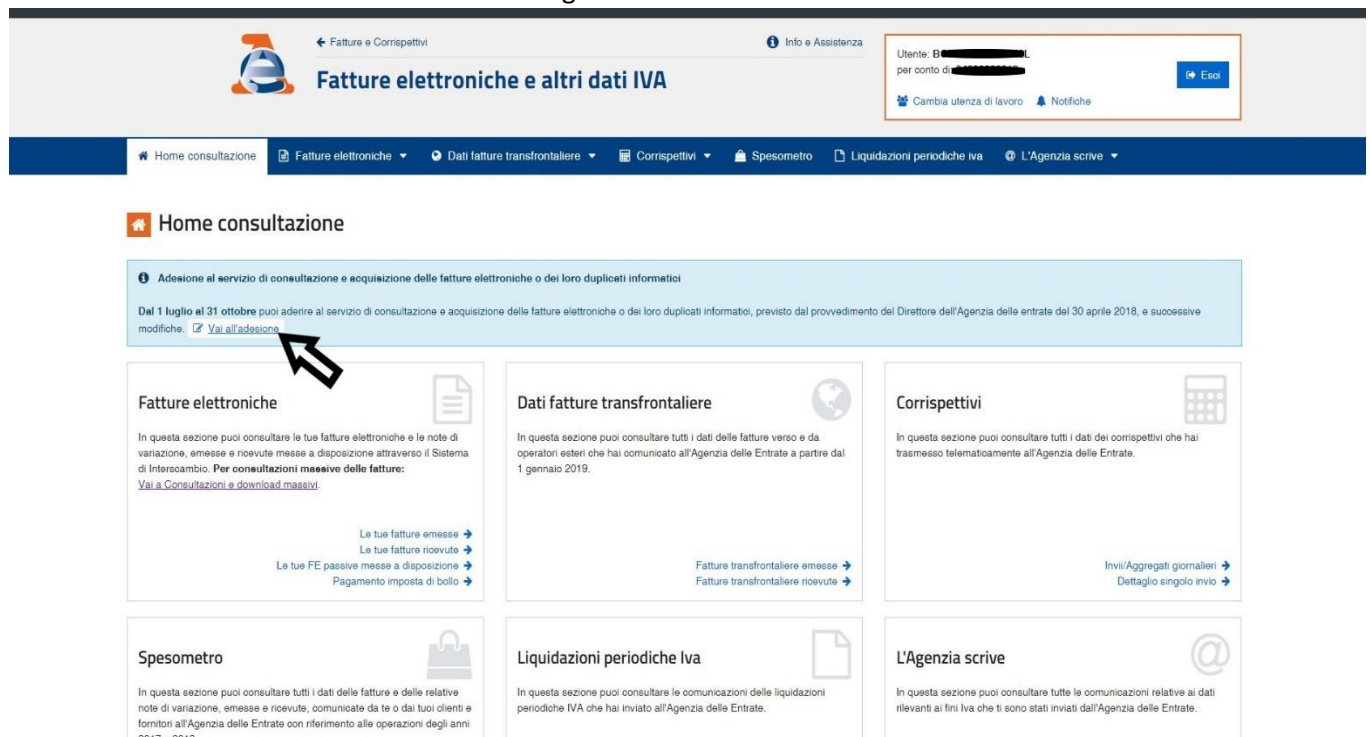 Fatture e Corrispettivi
Info e Assistenza
Fatture elettroniche e altri dati IVA
Utente: B L
per conto di
Esci
Cambia utenza di lavoro Notifiche
Home consultazione Fatture elettroniche Dati fatture transfrontaliere Corrispettivi Spesometro Liquidazioni periodiche iva L'Agenzia scrive
Home consultazione
Adesione al servizio di consultazione e acquisizione delle fatture elettroniche o dei loro duplicati informatici
Dal 1 luglio al 31 ottobre puoi aderire al servizio di consultazione e acquisizione delle fatture elettroniche o dei loro duplicati informatici, previsto dal provvedimento del Direttore dell'Agenzia delle entrate del 30 aprile 2018, e successive
modifiche. Vai all'adesione
Fatture elettroniche
In questa sezione puoi consultare le tue fatture elettroniche e le note di
variazione, emesse e ricevute messe a disposizione attraverso il Sistema
di Interscambio. Per consultazioni massive delle fatture:
Vai a Consultazioni e download massivi.
Le tue fatture emesse
Le tue fatture ricevute
Le tue FE passive messe a disposizione
Pagamento imposta di bollo
Dati fatture transfrontaliere
In questa sezione puoi consultare tutti i dati delle fatture verso e da
operatori esteri che hai comunicato all'Agenzia delle Entrate a partire dal
1 gennaio 2019.
Fatture transfrontaliere emesse
Fatture transfrontaliere ricevute
Corrispettivi
In questa sezione puoi consultare tutti i dati dei corrispettivi che hai
trasmesso telematicamente all'Agenzia delle Entrate.
Invii/Aggregati giornalieri
Dettaglio singolo invio
Spesometro
In questa sezione puoi consultare tutti i dati delle fatture e delle relative
note di variazione, emesse e ricevute, comunicate da te o dai tuoi clienti e
fornitori all'Agenzia delle Entrate con riferimento alle operazioni degli anni
Liquidazioni periodiche Iva
In questa sezione puoi consultare le comunicazioni delle liquidazioni
periodiche IVA che hai inviato all'Agenzia delle Entrate.
L'Agenzia scrive
In questa sezione puoi consultare tutte le comunicazioni relative ai dati
rilevanti ai fini Iva che ti sono stati inviati dall'Agenzia delle Entrate.